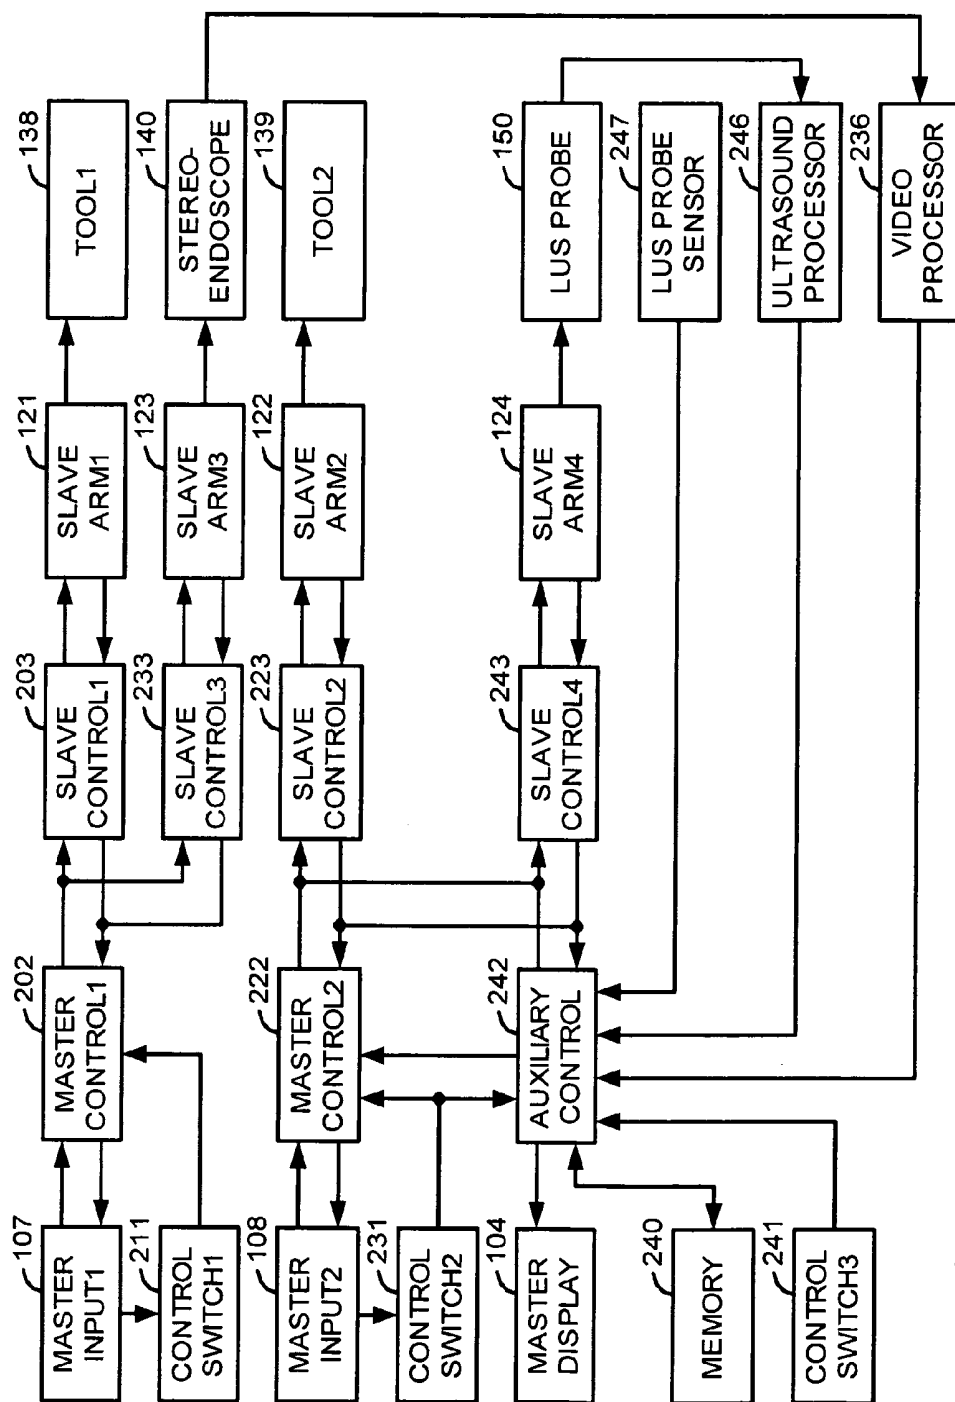 107
MASTER
INPUT1
202
MASTER
CONTROL1
203
SLAVE
CONTROL1
121
SLAVE
ARM1
138
TOOL1
211
CONTROL
SWITCH1
233
SLAVE
CONTROL3
123
SLAVE
ARM3
140
STEREO-
ENDOSCOPE
108
MASTER
INPUT2
222
MASTER
CONTROL2
223
SLAVE
CONTROL2
122
SLAVE
ARM2
139
TOOL2
231
CONTROL
SWITCH2
104
MASTER
DISPLAY
242
AUXILIARY
CONTROL
243
SLAVE
CONTROL4
124
SLAVE
ARM4
150
LUS PROBE
247
LUS PROBE
SENSOR
240
MEMORY
246
ULTRASOUND
PROCESSOR
241
CONTROL
SWITCH3
236
VIDEO
PROCESSOR